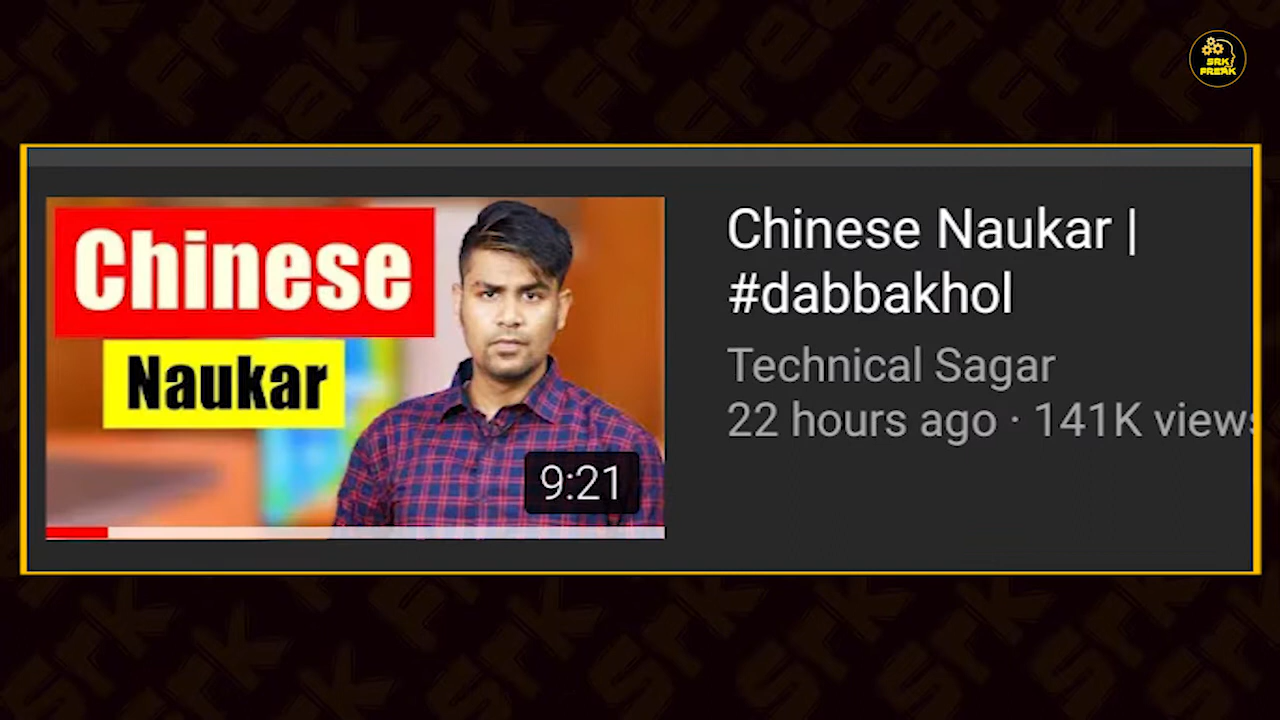 SRK
FREAK
Chinese
Naukar
9:21
Chinese Naukar |
#dabbakhol
Technical Sagar
22 hours ago · 141K views